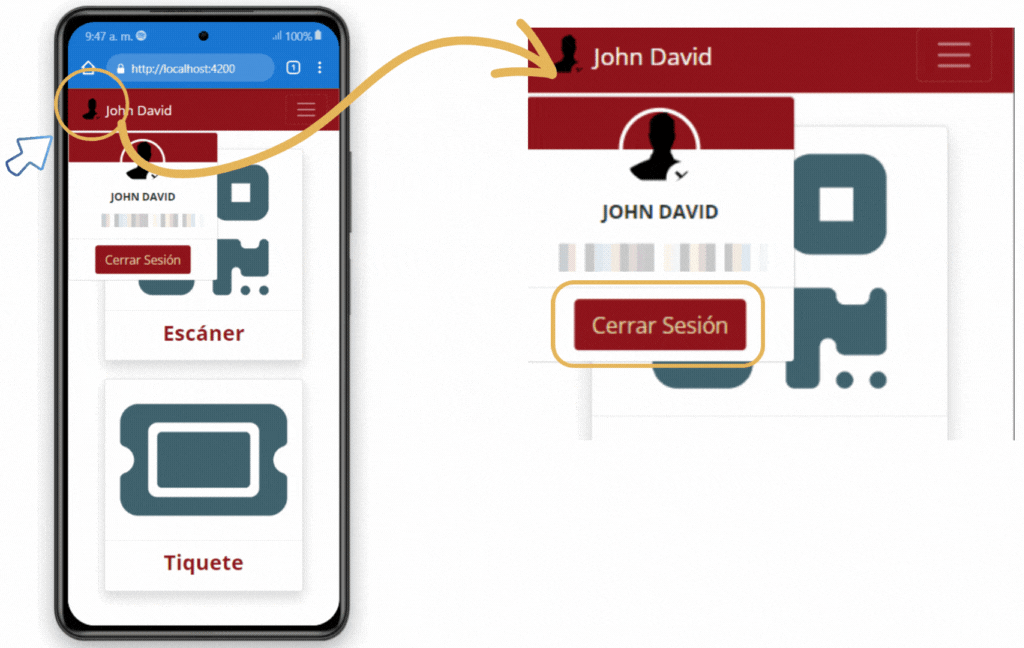 9:47 a. m.
100%
http://localhost:4200
1
John David
JOHN DAVID
Cerrar Sesión
Escáner
Tiquete
John David
JOHN DAVID
Cerrar Sesión